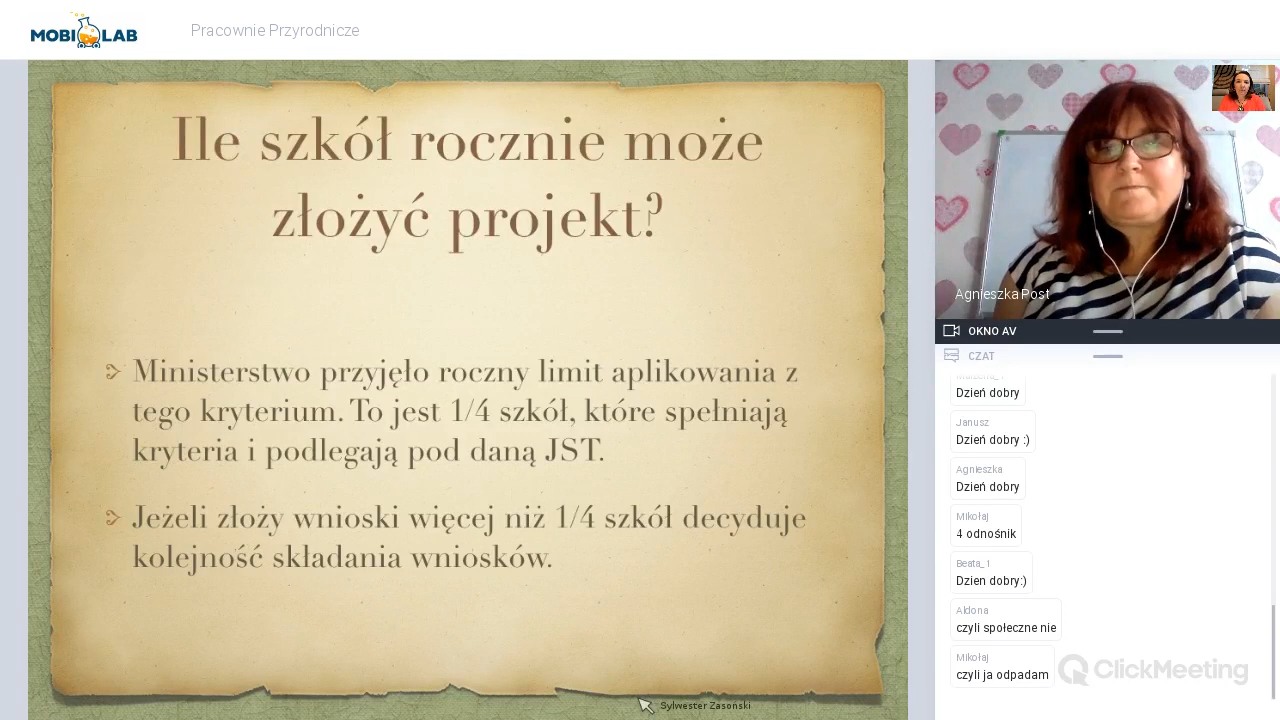 MOBI LAB
Pracownie Przyrodnicze
Ile szkół rocznie może
złożyć projekt?
Ministerstwo przyjęło roczny limit aplikowania z
tego kryterium. To jest 1/4 szkół, które spełniają
kryteria i podlegają pod daną JST.
Jeżeli złoży wnioski więcej niż 1/4 szkół decyduje
kolejność składania wniosków.
Sylwester Zasoński
Agnieszka Post
OKNO AV
CZAT
Dzień dobry
Janusz
Dzień dobry :)
Agnieszka
Dzień dobry
Mikołaj
4 odnośnik
Beata_1
Dzien dobry:)
Aldona
czyli społeczne nie
Mikołaj
czyli ja odpadam
ClickMeeting